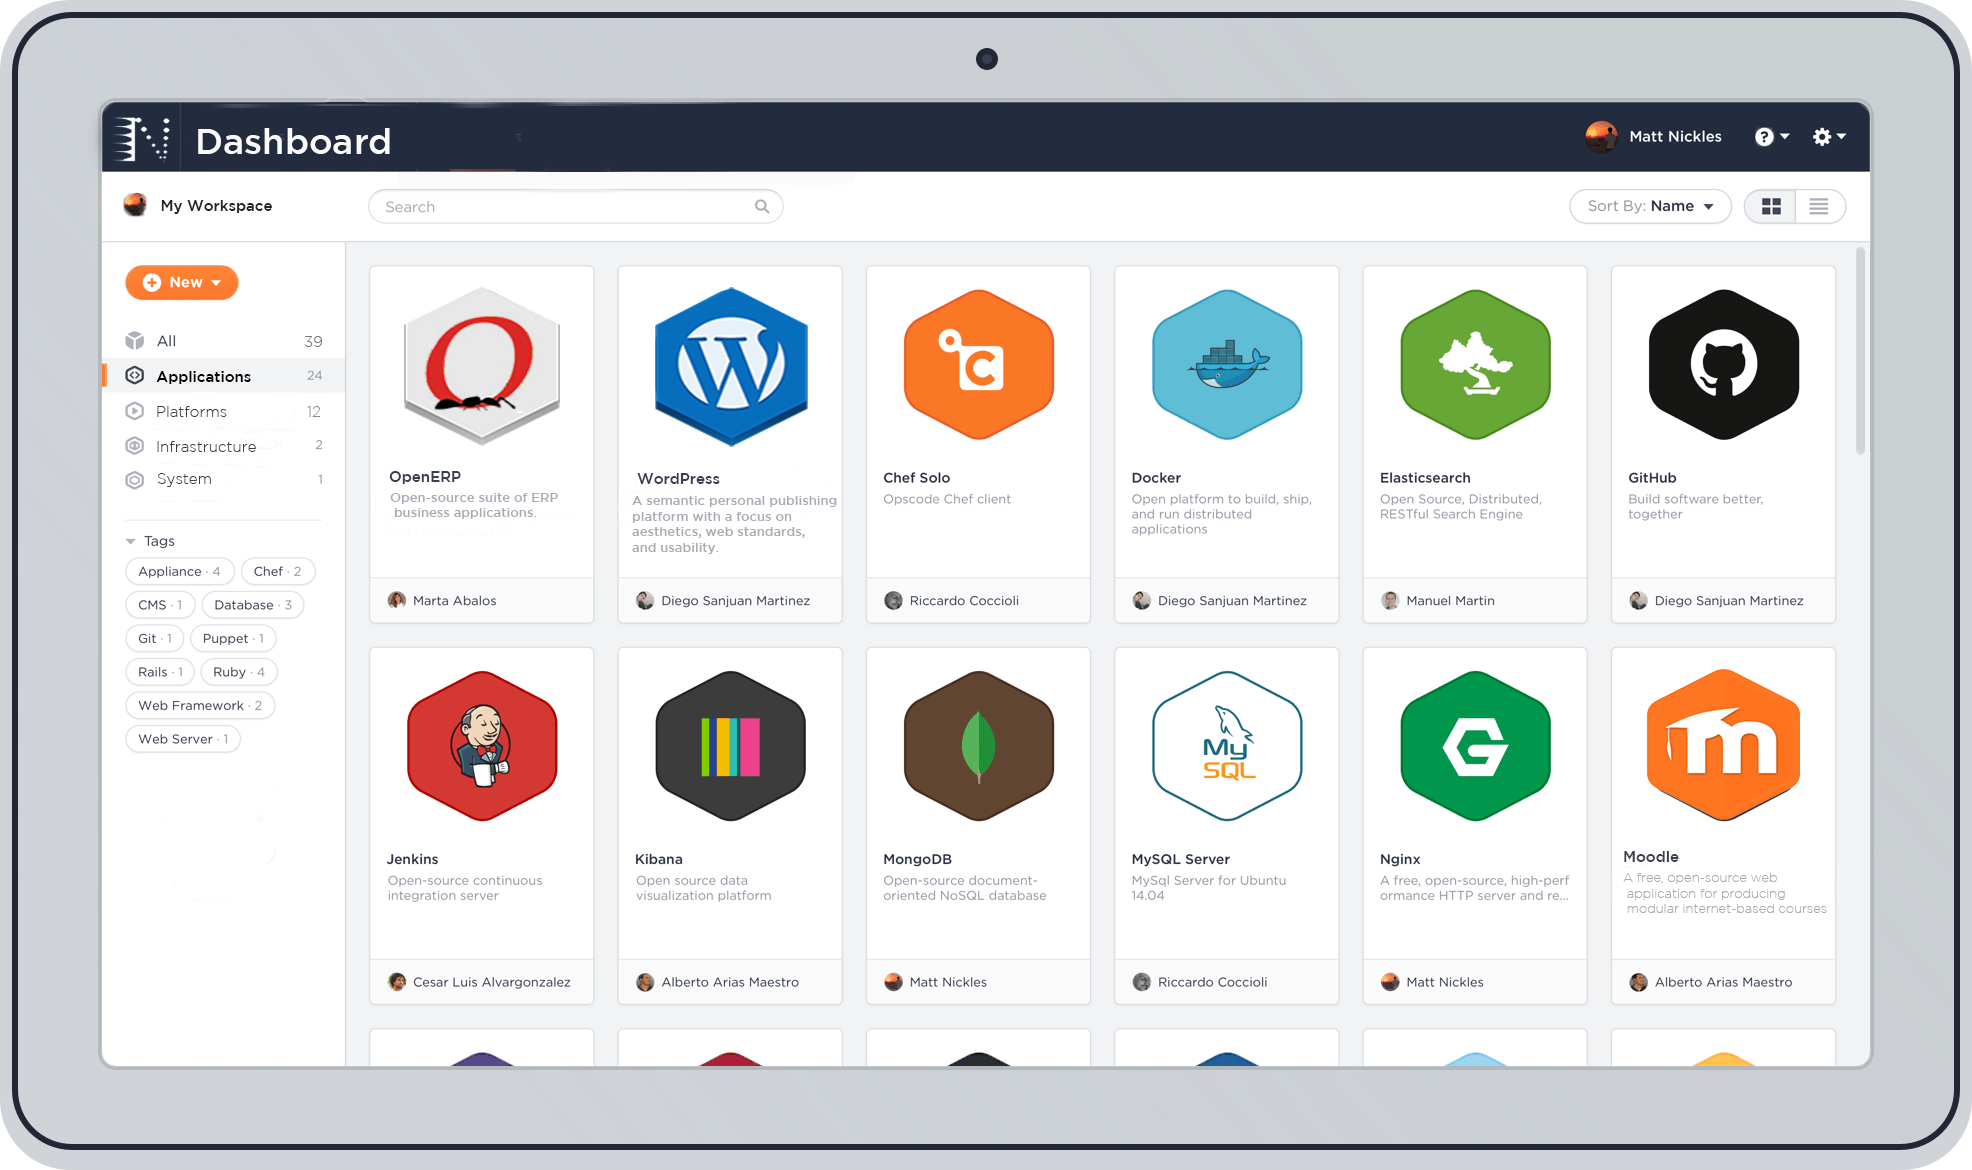 Dashboard
Matt Nickles
?
My Workspace
Search
Sort By: Name
New
All 39
Applications 24
Platforms 12
Infrastructure 2
System 1
Tags
Appliance · 4
Chef · 2
CMS · 1
Database · 3
Git · 1
Puppet · 1
Rails · 1
Ruby · 4
Web Framework · 2
Web Server · 1
OpenERP
Open-source suite of ERP
business applications.
Marta Abalos
WordPress
A semantic personal publishing
platform with a focus on
aesthetics, web standards,
and usability.
Diego Sanjuan Martinez
Chef Solo
Opscode Chef client
Riccardo Coccioli
Docker
Open platform to build, ship,
and run distributed
applications
Diego Sanjuan Martinez
Elasticsearch
Open Source, Distributed,
RESTful Search Engine
Manuel Martin
GitHub
Build software better,
together
Diego Sanjuan Martinez
Jenkins
Open-source continuous
integration server
Cesar Luis Alvargonzalez
Kibana
Open source data
visualization platform
Alberto Arias Maestro
MongoDB
Open-source document-
oriented NoSQL database
Matt Nickles
My
SQL
MySQL Server
MySql Server for Ubuntu
14.04
Riccardo Coccioli
G
Nginx
A free, open-source, high-perf
ormance HTTP server and re...
Matt Nickles
m
Moodle
A free, open-source web
application for producing
modular internet-based courses
Alberto Arias Maestro